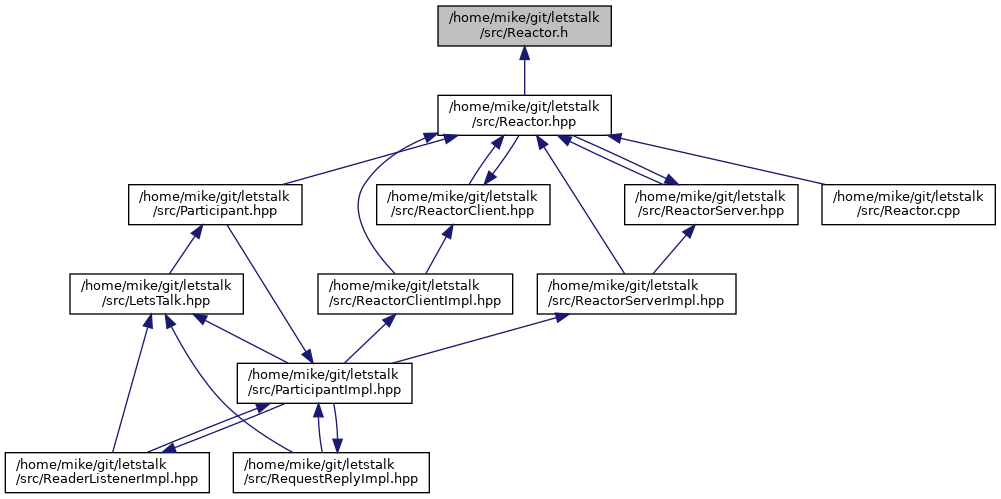 /home/mike/git/letstalk
/src/Reactor.h
/home/mike/git/letstalk
/src/Reactor.hpp
/home/mike/git/letstalk
/src/Participant.hpp
/home/mike/git/letstalk
/src/ReactorClient.hpp
/home/mike/git/letstalk
/src/ReactorServer.hpp
/home/mike/git/letstalk
/src/Reactor.cpp
/home/mike/git/letstalk
/src/LetsTalk.hpp
/home/mike/git/letstalk
/src/ReactorClientImpl.hpp
/home/mike/git/letstalk
/src/ReactorServerImpl.hpp
/home/mike/git/letstalk
/src/ParticipantImpl.hpp
/home/mike/git/letstalk
/src/ReaderListenerImpl.hpp
/home/mike/git/letstalk
/src/RequestReplyImpl.hpp